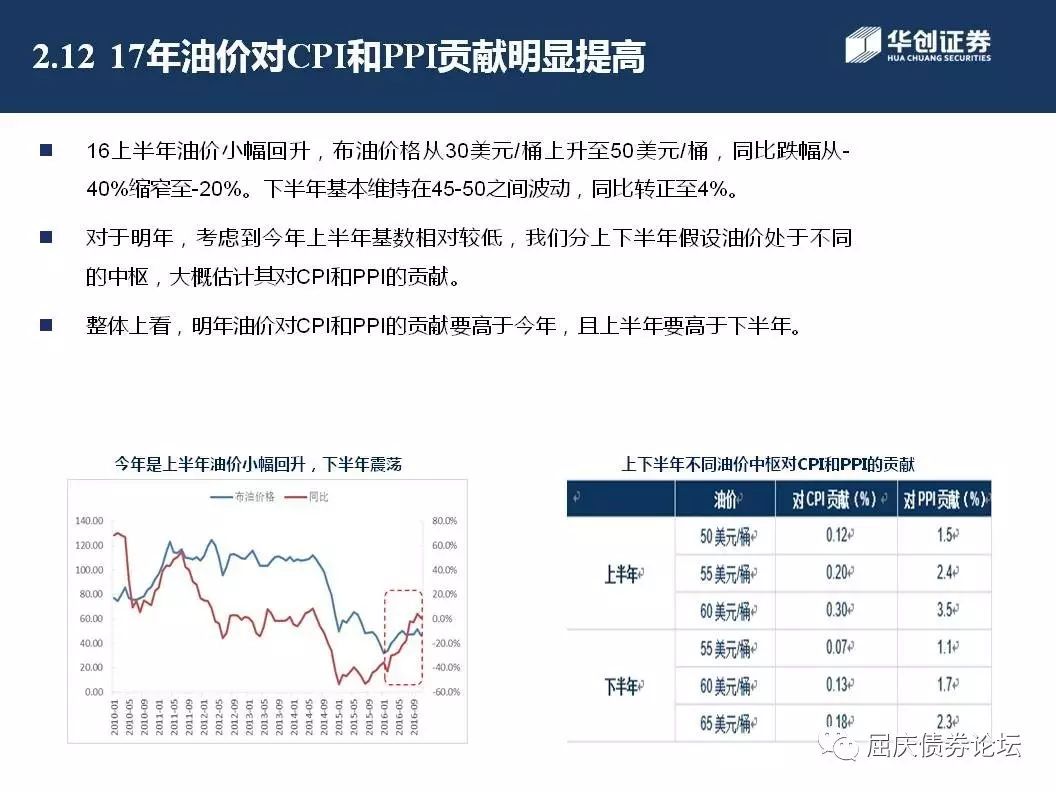 2.12 17年油价对CPI和PPI贡献明显提高
华创证券
HUA CHUANG SECURITIES
16上半年油价小幅回升，布油价格从30美元/桶上升至50美元/桶，同比跌幅从-
40%缩窄至-20%。下半年基本维持在45-50之间波动，同比转正至4%。
对于明年，考虑到今年上半年基数相对较低，我们分上下半年假设油价处于不同
的中枢，大概估计其对CPI和PPI的贡献。
整体上看，明年油价对CPI和PPI的贡献要高于今年，且上半年要高于下半年。
今年是上半年油价小幅回升，下半年震荡
布油价格 同比
140.00 80.0%
120.00 60.0%
100.00 40.0%
80.00 20.0%
60.00 0.0%
40.00 -20.0%
20.00 -40.0%
0.00 -60.0%
2010-01 2010-05 2010-09 2011-01 2011-05 2011-09 2012-01 2012-05 2012-09 2013-01 2013-05 2013-09 2014-01 2014-05 2014-09 2015-01 2015-05 2015-09 2016-01 2016-05 2016-09
上下半年不同油价中枢对CPI和PPI的贡献
油价 对CPI贡献（%） 对PPI贡献（%）
上半年
50美元/桶 0.12 1.5
55美元/桶 0.20 2.4
60美元/桶 0.30 3.5
下半年
55美元/桶 0.07 1.1
60美元/桶 0.13 1.7
65美元/桶 0.18 2.3
屈庆债券论坛